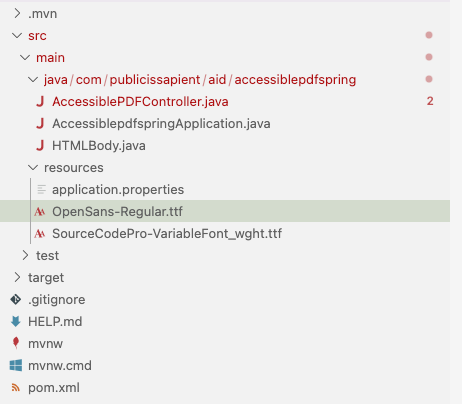 .mvn
src
main
java/com/publicissapient/aid/accessiblepdfspring
AccessiblePDFController.java 2
AccessiblepdfspringApplication.java
HTMLBody.java
resources
application.properties
OpenSans-Regular.ttf
SourceCodePro-VariableFont_wght.ttf
test
target
.gitignore
HELP.md
mvnw
mvnw.cmd
pom.xml